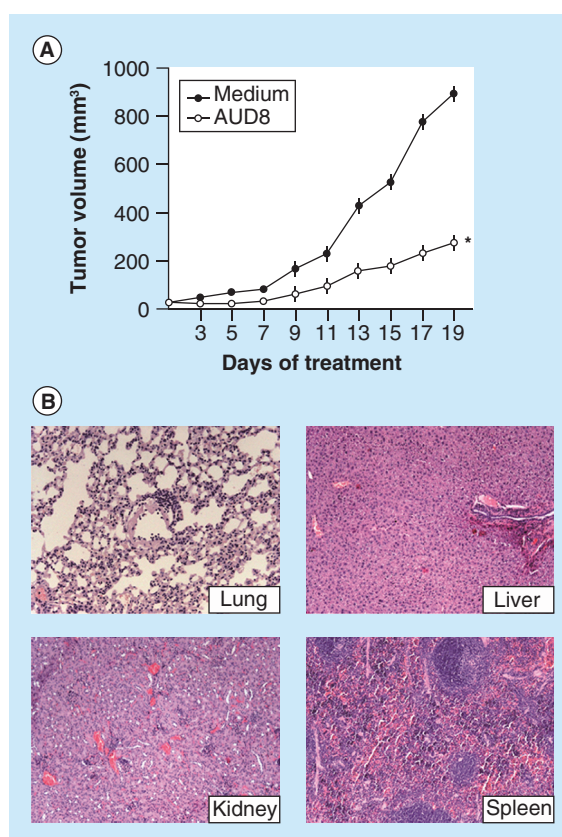 A
Tumor volume (mm³)
1000
800
600
400
200
0
Medium
AUD8
*
3 5 7 9 11 13 15 17 19
Days of treatment
B
Lung
Liver
Kidney
Spleen